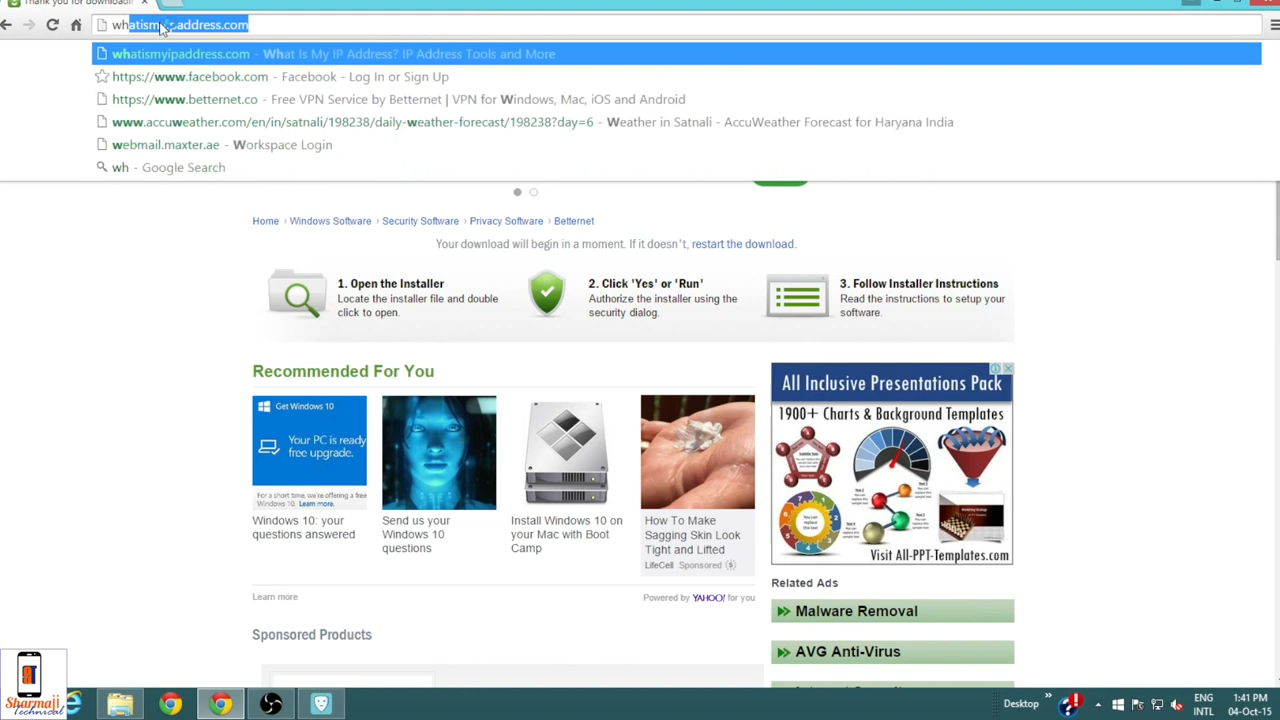 Thank you for download!
whatismyipaddress.com
whatismyipaddress.com - What Is My IP Address? IP Address Tools and More
https://www.facebook.com - Facebook - Log In or Sign Up
https://www.betternet.co - Free VPN Service by Betternet | VPN for Windows, Mac, iOS and Android
www.accuweather.com/en/in/satnali/198238/daily-weather-forecast/198238?day=6 - Weather in Satnali - AccuWeather Forecast for Haryana India
webmail.maxter.ae - Workspace Login
wh - Google Search
Home › Windows Software › Security Software › Privacy Software › Betternet
Your download will begin in a moment. If it doesn't, restart the download.
1. Open the Installer
Locate the installer file and double
click to open.
2. Click 'Yes' or 'Run'
Authorize the installer using the
security dialog.
3. Follow Installer Instructions
Read the instructions to setup your
software.
Recommended For You
Get Windows 10
Your PC is ready
free upgrade.
For a short time, we're offering a free
Windows 10. Learn more.
Windows 10: your
questions answered
Send us your
Windows 10
questions
Install Windows 10 on
your Mac with Boot
Camp
How To Make
Sagging Skin Look
Tight and Lifted
LifeCell Sponsored
Learn more
Powered by YAHOO! for you
Sponsored Products
All Inclusive Presentations Pack
1900+ Charts & Background Templates
Visit All-PPT-Templates.com
Related Ads
Malware Removal
AVG Anti-Virus
Sharmaji
Technical
Desktop
ENG
INTL
1:41 PM
04-Oct-15